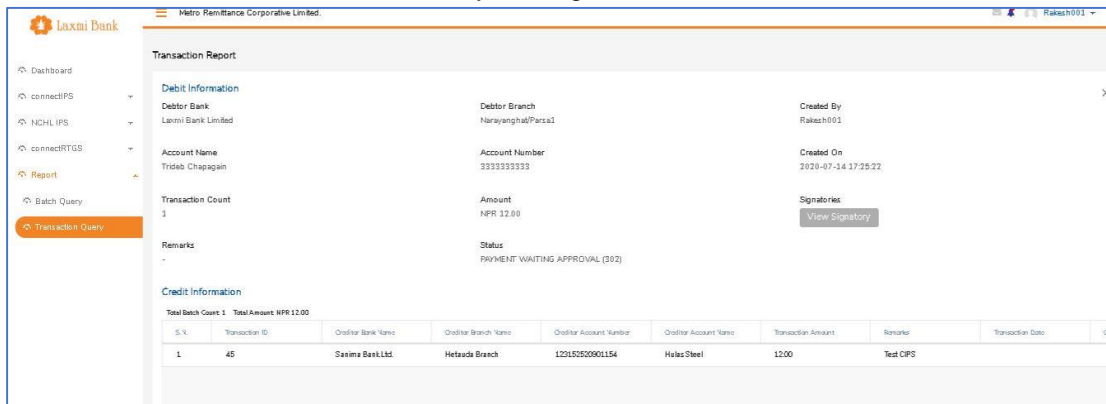 Laxmi Bank
Metro Remittance Corporative Limited.
Rakesh001
Dashboard
connectIPS
NCHL IPS
connectRTGS
Report
Batch Query
Transaction Query
Transaction Report
Debit Information
Debtor Bank Debtor Branch Created By
Laxmi Bank Limited Narayanghat/Parsa1 Rakesh001
Account Name Account Number Created On
Trideb Chapagain 3333333333 2020-07-14 17:25:22
Transaction Count Amount Signatories
1 NPR 12.00 View Signatory
Remarks Status
- PAYMENT WAITING APPROVAL (302)
Credit Information
Total Batch Count: 1 Total Amount: NPR 12.00
S.N. Transaction ID Creditor Bank Name Creditor Branch Name Creditor Account Number Creditor Account Name Transaction Amount Remarks Transaction Date
1 45 Sanima Bank Ltd. Hetauda Branch 123152520901154 Hulas Steel 12.00 Test CIPS